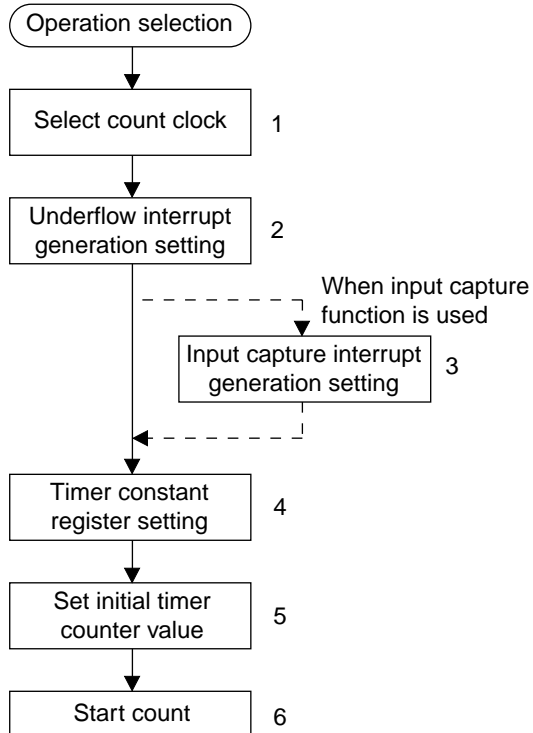 Operation selection
Select count clock
1
Underflow interrupt
generation setting
2
When input capture
function is used
Input capture interrupt
generation setting
3
Timer constant
register setting
4
Set initial timer
counter value
5
Start count
6